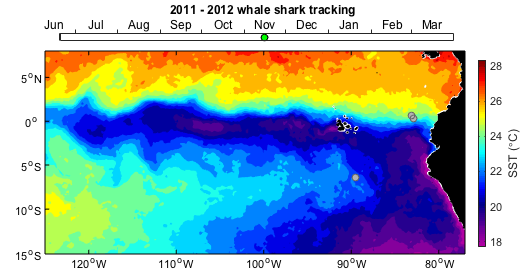 2011 - 2012 whale shark tracking
Jun Jul Aug Sep Oct Nov Dec Jan Feb Mar
5°N
0°
5°S
10°S
15°S
120°W 110°W 100°W 90°W 80°W
28
26
24
22
20
18
SST (°C)